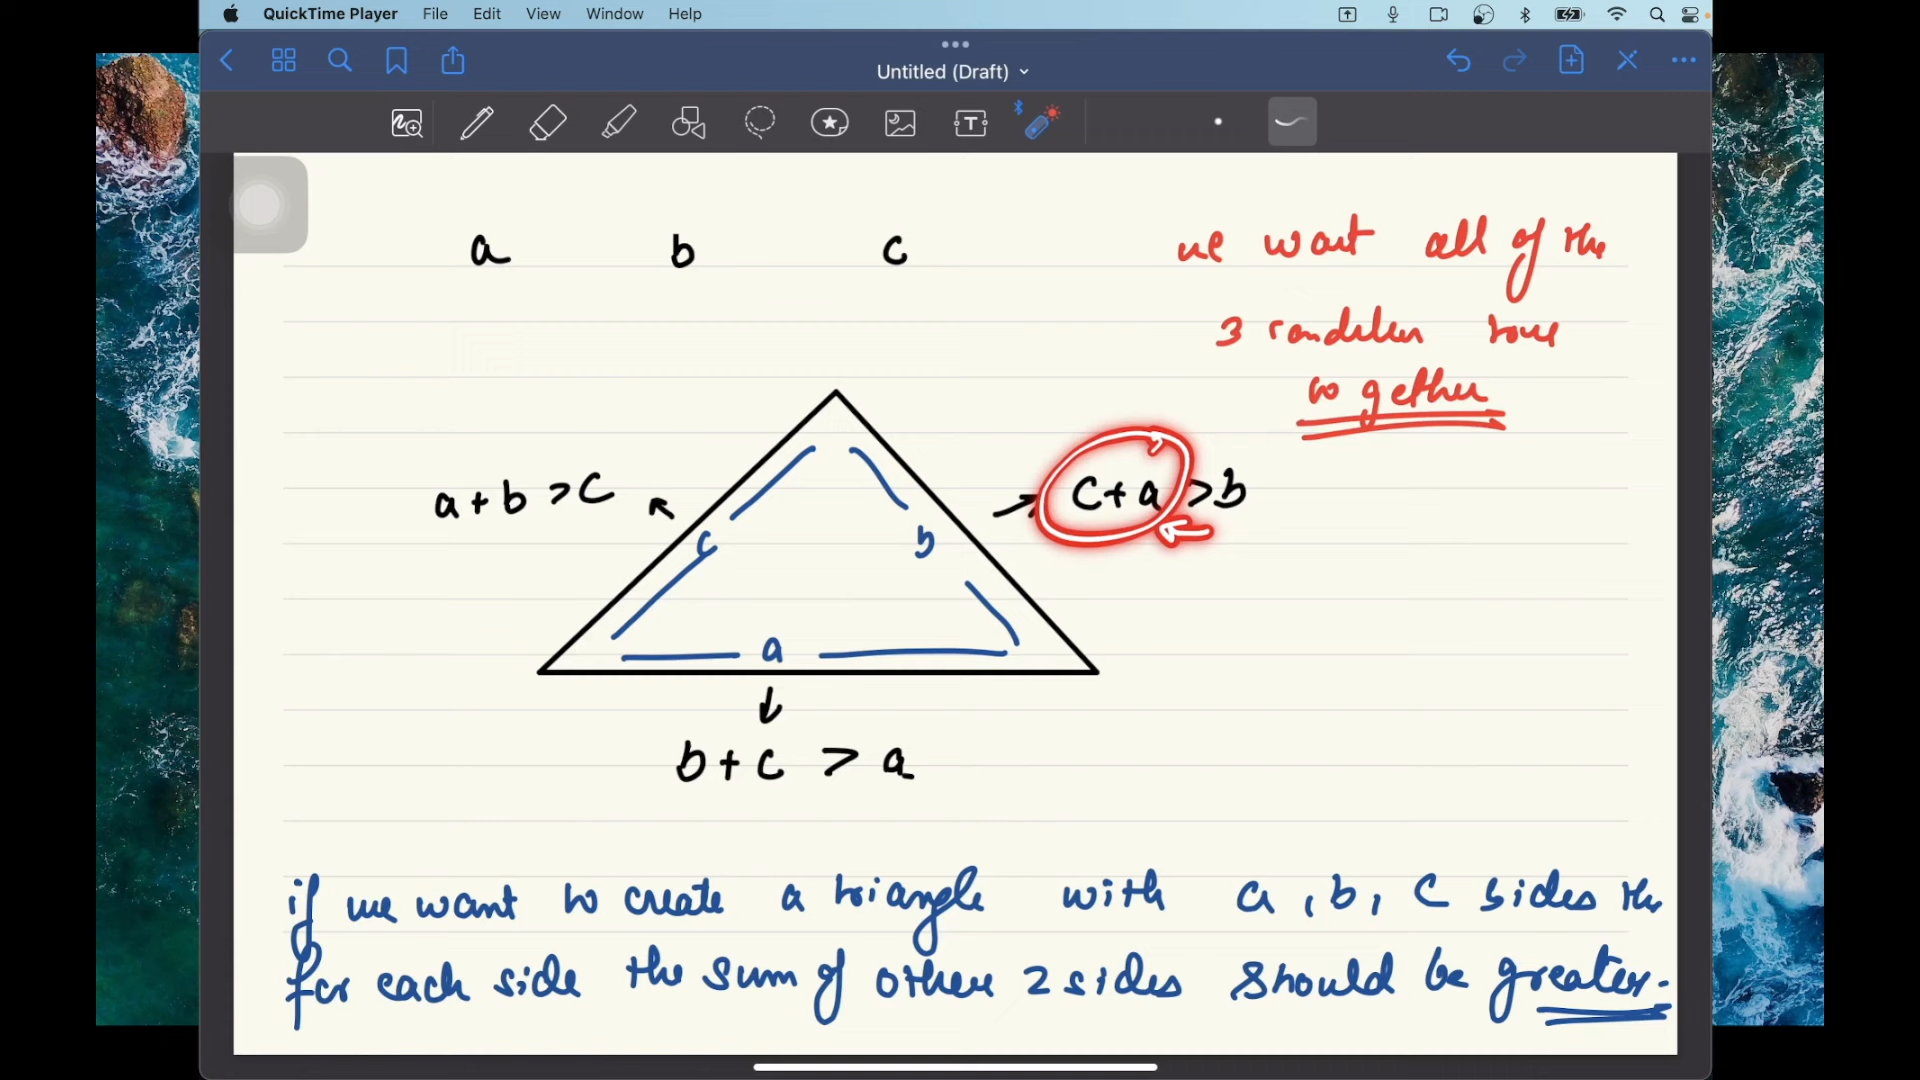 QuickTime Player File Edit View Window Help
Untitled (Draft)
T
a b c
we want all of the
3 condition true
together
a+b >c
c+a >b
c
b
a
b+c > a
if we want to create a triangle with a, b, c sides the
for each side the sum of other 2 sides should be greater.